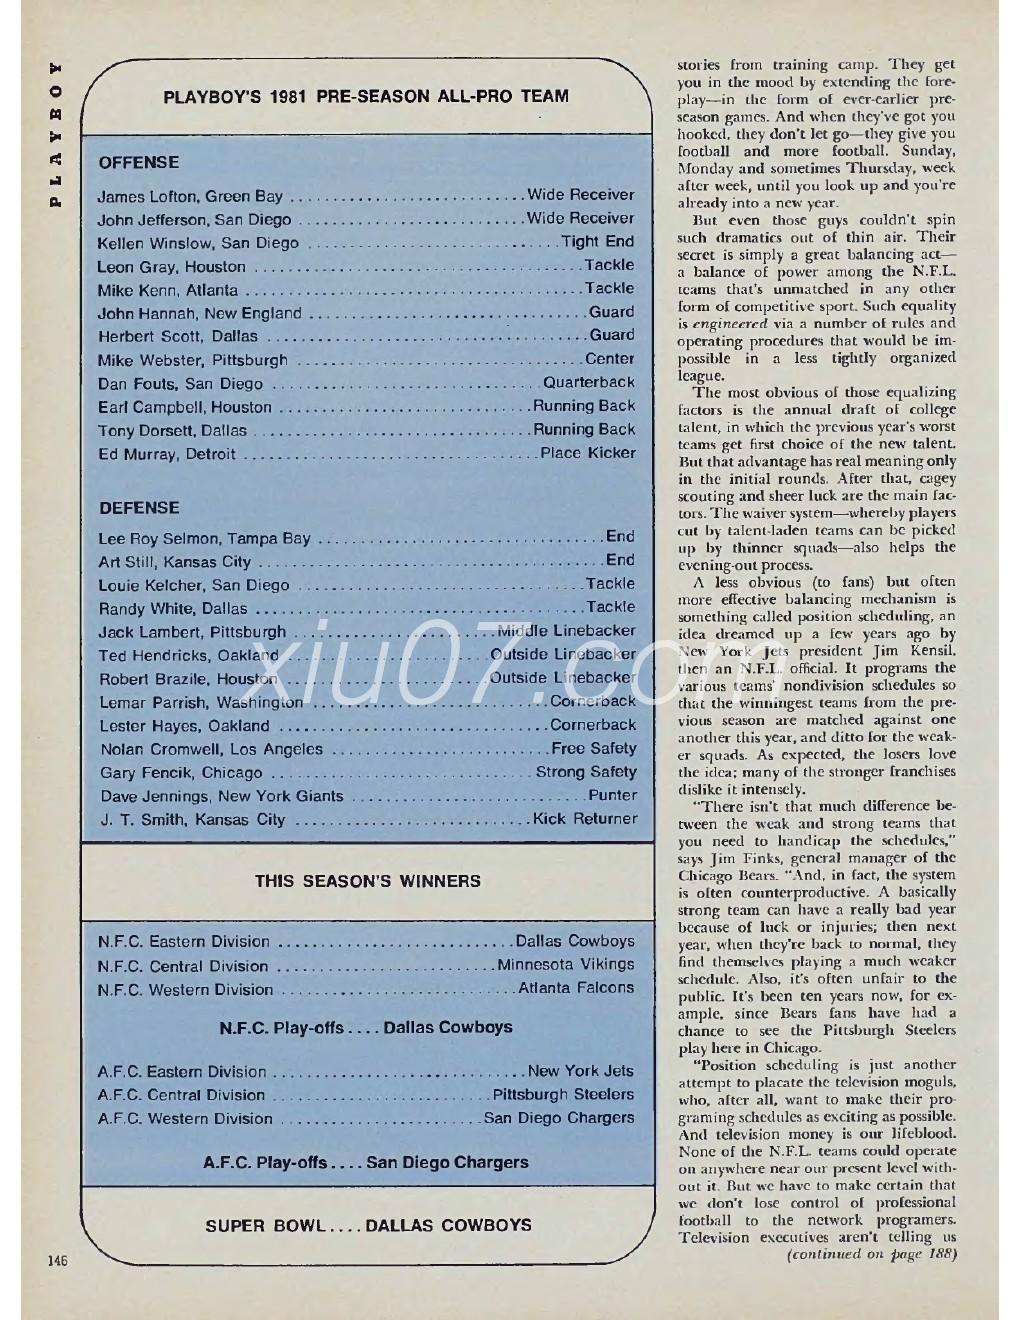 PLAYBOY
PLAYBOY'S 1981 PRE-SEASON ALL-PRO TEAM
OFFENSE
James Lofton, Green Bay ............................ Wide Receiver
John Jefferson, San Diego ........................... Wide Receiver
Kellen Winslow, San Diego .............................. Tight End
Leon Gray, Houston ....................................... Tackle
Mike Kenn, Atlanta ........................................ Tackle
John Hannah, New England ................................. Guard
Herbert Scott, Dallas ...................................... Guard
Mike Webster, Pittsburgh .................................. Center
Dan Fouts, San Diego ................................ Quarterback
Earl Campbell, Houston .............................. Running Back
Tony Dorsett, Dallas ................................. Running Back
Ed Murray, Detroit ................................... Place Kicker
DEFENSE
Lee Roy Selmon, Tampa Bay .................................. End
Art Still, Kansas City ......................................... End
Louie Kelcher, San Diego .................................. Tackle
Randy White, Dallas ....................................... Tackle
Jack Lambert, Pittsburgh ........................ Middle Linebacker
Ted Hendricks, Oakland ........................ Outside Linebacker
Robert Brazile, Houston ........................ Outside Linebacker
Lemar Parrish, Washington ............................ Cornerback
Lester Hayes, Oakland ................................ Cornerback
Nolan Cromwell, Los Angeles .......................... Free Safety
Gary Fencik, Chicago ............................... Strong Safety
Dave Jennings, New York Giants ............................ Punter
J. T. Smith, Kansas City ............................ Kick Returner
THIS SEASON'S WINNERS
N.F.C. Eastern Division ............................ Dallas Cowboys
N.F.C. Central Division .......................... Minnesota Vikings
N.F.C. Western Division ............................ Atlanta Falcons
N.F.C. Play-offs .... Dallas Cowboys
A.F.C. Eastern Division .............................. New York Jets
A.F.C. Central Division .......................... Pittsburgh Steelers
A.F.C. Western Division ........................ San Diego Chargers
A.F.C. Play-offs .... San Diego Chargers
SUPER BOWL .... DALLAS COWBOYS
146
stories from training camp. They get
you in the mood by extending the fore-
play—in the form of ever-earlier pre-
season games. And when they've got you
hooked, they don't let go—they give you
football and more football. Sunday,
Monday and sometimes Thursday, week
after week, until you look up and you're
already into a new year.
But even those guys couldn't spin
such dramatics out of thin air. Their
secret is simply a great balancing act—
a balance of power among the N.F.L.
teams that's unmatched in any other
form of competitive sport. Such equality
is engineered via a number of rules and
operating procedures that would be im-
possible in a less tightly organized
league.
The most obvious of those equalizing
factors is the annual draft of college
talent, in which the previous year's worst
teams get first choice of the new talent.
But that advantage has real meaning only
in the initial rounds. After that, cagey
scouting and sheer luck are the main fac-
tors. The waiver system—whereby players
cut by talent-laden teams can be picked
up by thinner squads—also helps the
evening-out process.
A less obvious (to fans) but often
more effective balancing mechanism is
something called position scheduling, an
idea dreamed up a few years ago by
New York Jets president Jim Kensil,
then an N.F.L. official. It programs the
various teams' nondivision schedules so
that the winningest teams from the pre-
vious season are matched against one
another this year, and ditto for the weak-
er squads. As expected, the losers love
the idea; many of the stronger franchises
dislike it intensely.
"There isn't that much difference be-
tween the weak and strong teams that
you need to handicap the schedules,"
says Jim Finks, general manager of the
Chicago Bears. "And, in fact, the system
is often counterproductive. A basically
strong team can have a really bad year
because of luck or injuries; then next
year, when they're back to normal, they
find themselves playing a much weaker
schedule. Also, it's often unfair to the
public. It's been ten years now, for ex-
ample, since Bears fans have had a
chance to see the Pittsburgh Steelers
play here in Chicago.
"Position scheduling is just another
attempt to placate the television moguls,
who, after all, want to make their pro-
graming schedules as exciting as possible.
And television money is our lifeblood.
None of the N.F.L. teams could operate
on anywhere near our present level with-
out it. But we have to make certain that
we don't lose control of professional
football to the network programers.
Television executives aren't telling us
(continued on page 188)
xiu07.com